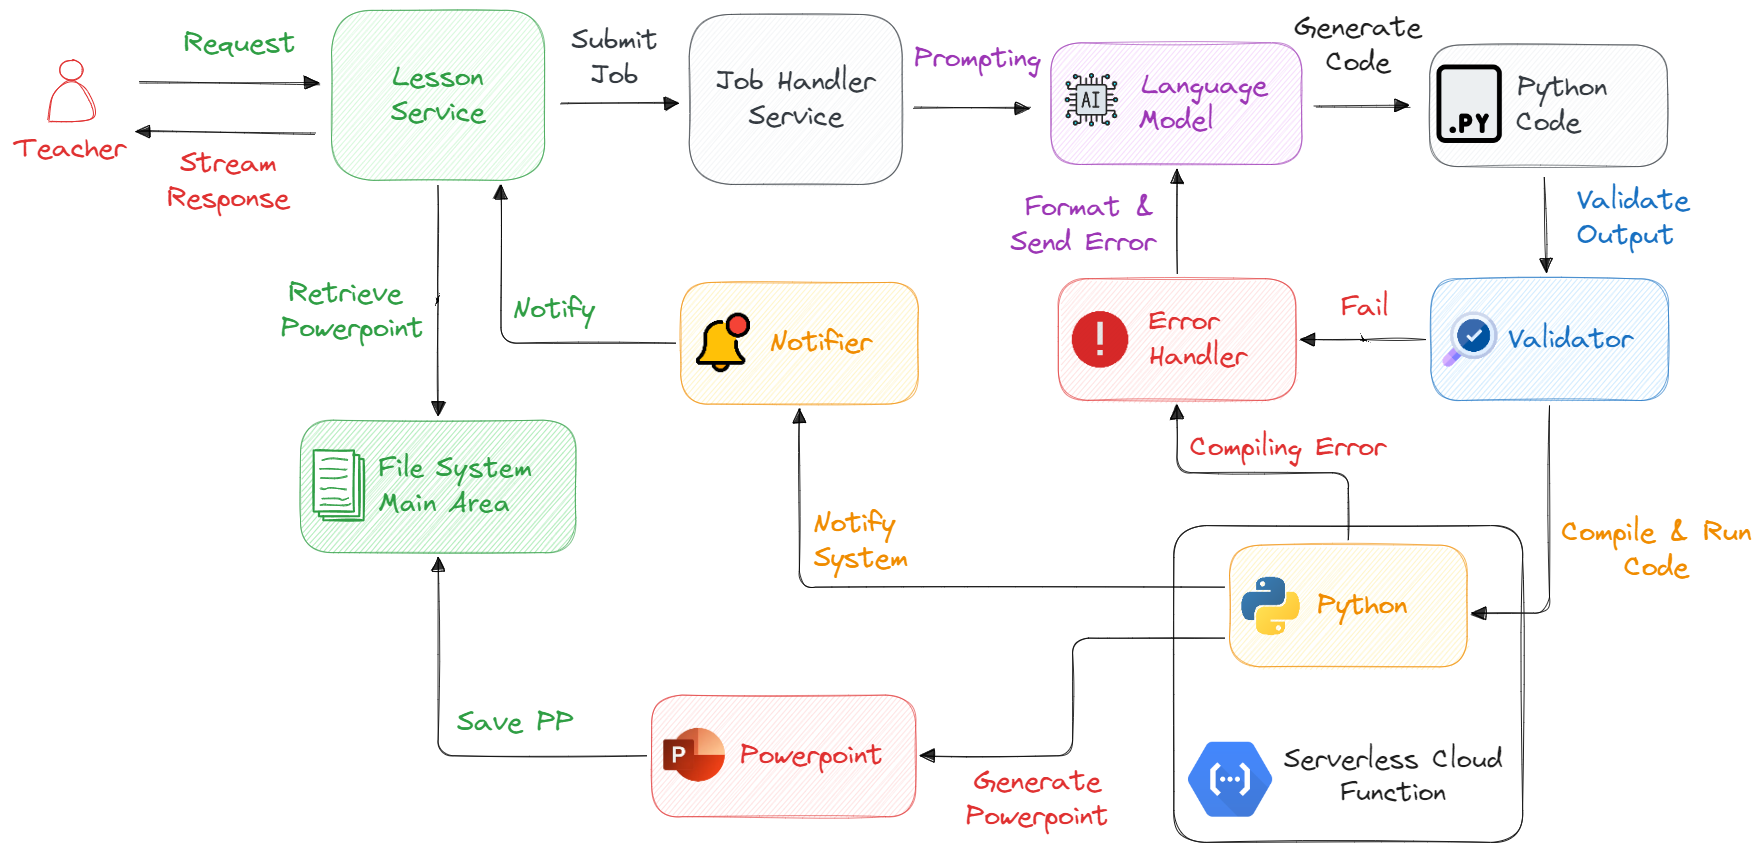 Request
Teacher
Stream
Response
Lesson
Service
Submit
Job
Job Handler
Service
Prompting
AI
Language
Model
Generate
Code
.PY
Python
Code
Validate
Output
Format &
Send Error
Retrieve
Powerpoint
Notify
Notifier
Error
Handler
Fail
Validator
Compiling Error
File System
Main Area
Notify
System
Compile & Run
Code
Python
Save PP
P
Powerpoint
Generate
Powerpoint
Serverless Cloud
Function